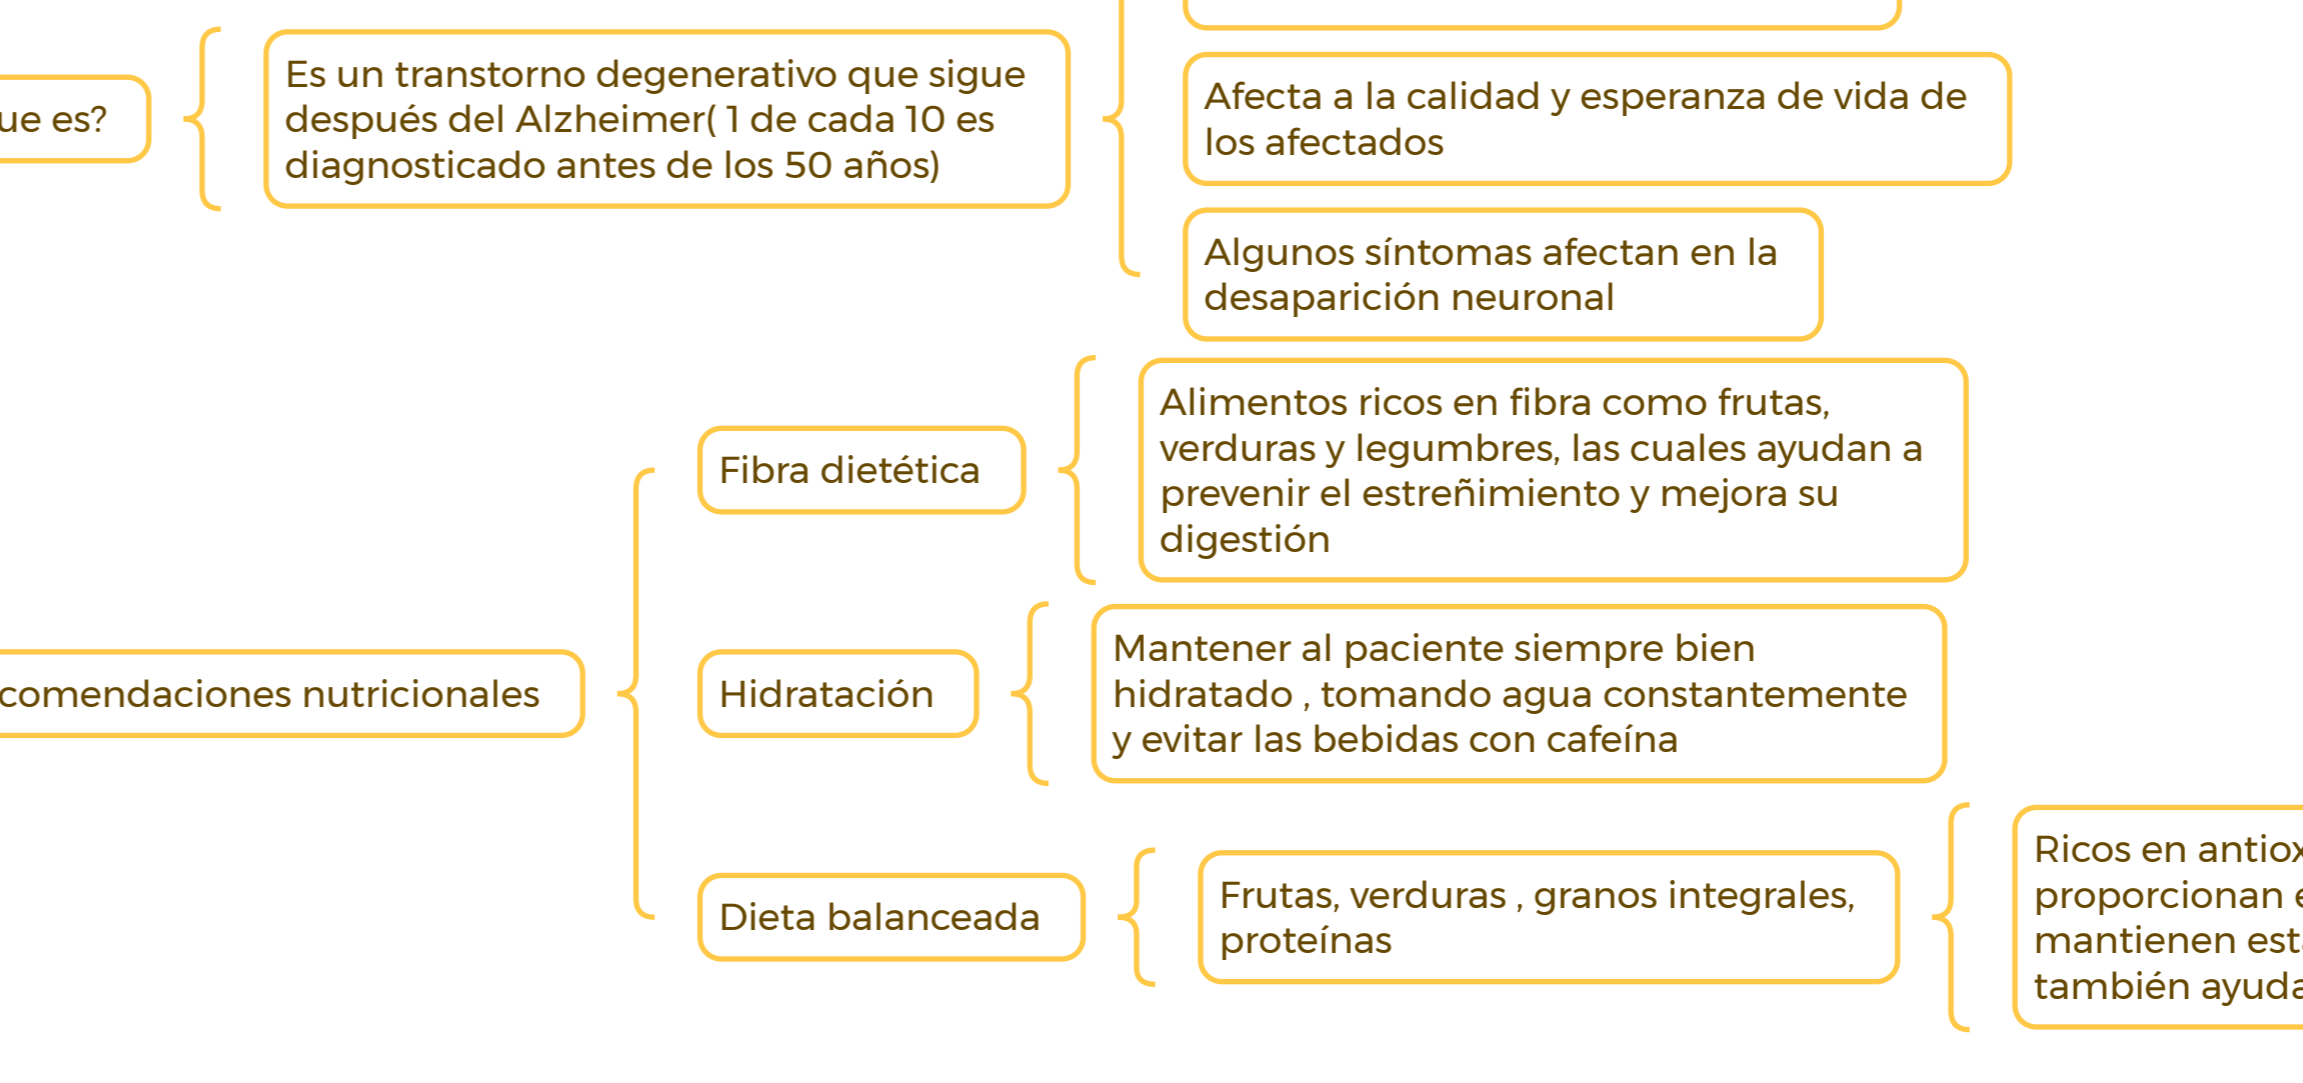 ue es?
Es un transtorno degenerativo que sigue
después del Alzheimer( 1 de cada 10 es
diagnosticado antes de los 50 años)
Afecta a la calidad y esperanza de vida de
los afectados
Algunos síntomas afectan en la
desaparición neuronal
comendaciones nutricionales
Fibra dietética
Alimentos ricos en fibra como frutas,
verduras y legumbres, las cuales ayudan a
prevenir el estreñimiento y mejora su
digestión
Hidratación
Mantener al paciente siempre bien
hidratado , tomando agua constantemente
y evitar las bebidas con cafeína
Dieta balanceada
Frutas, verduras , granos integrales,
proteínas
Ricos en antiox
proporcionan e
mantienen est
también ayuda